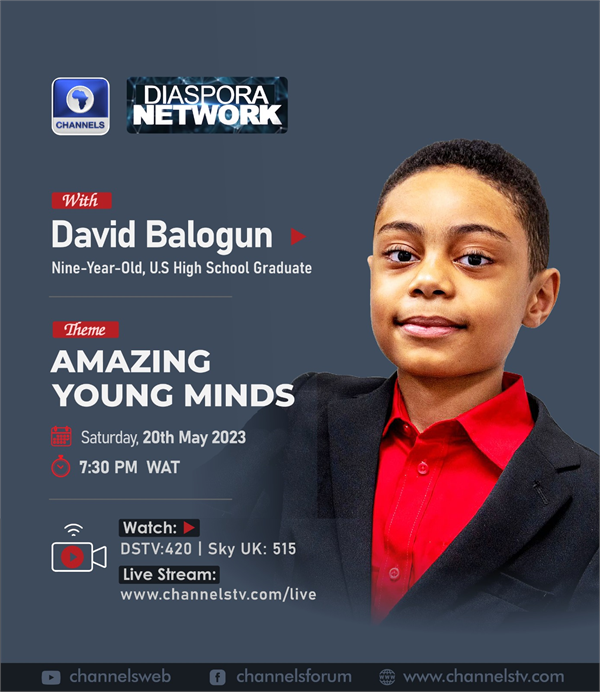 CHANNELS
DIASPORA
NETWORK
With
David Balogun
Nine-Year-Old, U.S High School Graduate
Theme
AMAZING
YOUNG MINDS
Saturday, 20th May 2023
7:30 PM WAT
Watch:
DSTV:420 | Sky UK: 515
Live Stream:
www.channelstv.com/live
channelsweb channelsforum www.channelstv.com